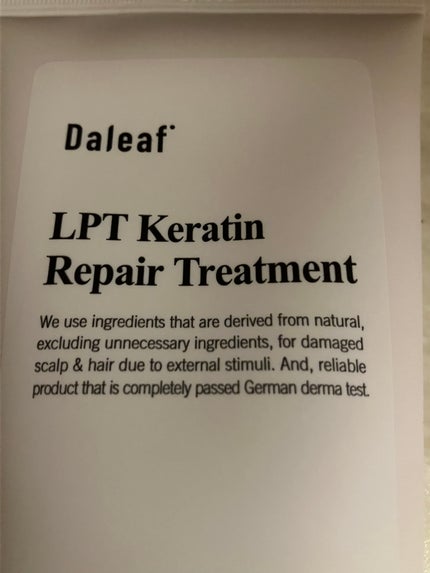 Daleaf
LPT Keratin
Repair Treatment
We use ingredients that are derived from natural,
excluding unnecessary ingredients, for damaged
scalp & hair due to external stimuli. And, reliable
product that is completely passed German derma test.